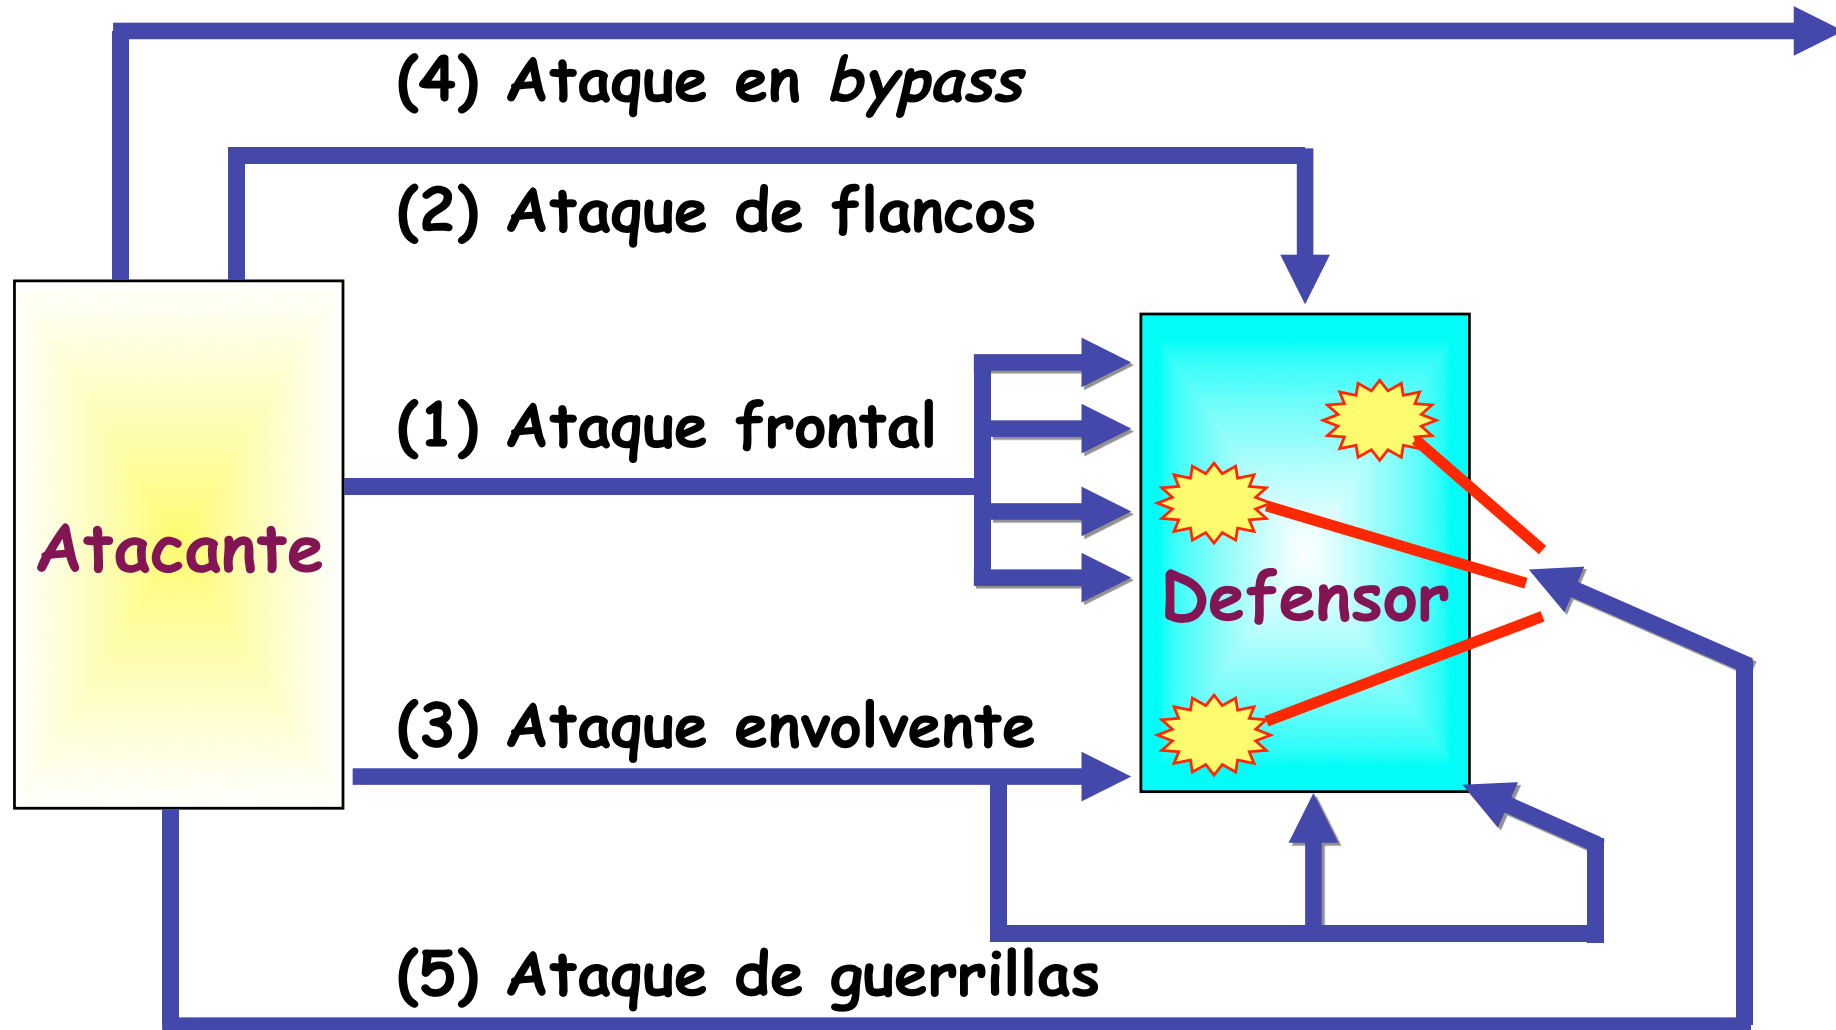 (4) Ataque en bypass
(2) Ataque de flancos
(1) Ataque frontal
Atacante
Defensor
(3) Ataque envolvente
(5) Ataque de guerrillas